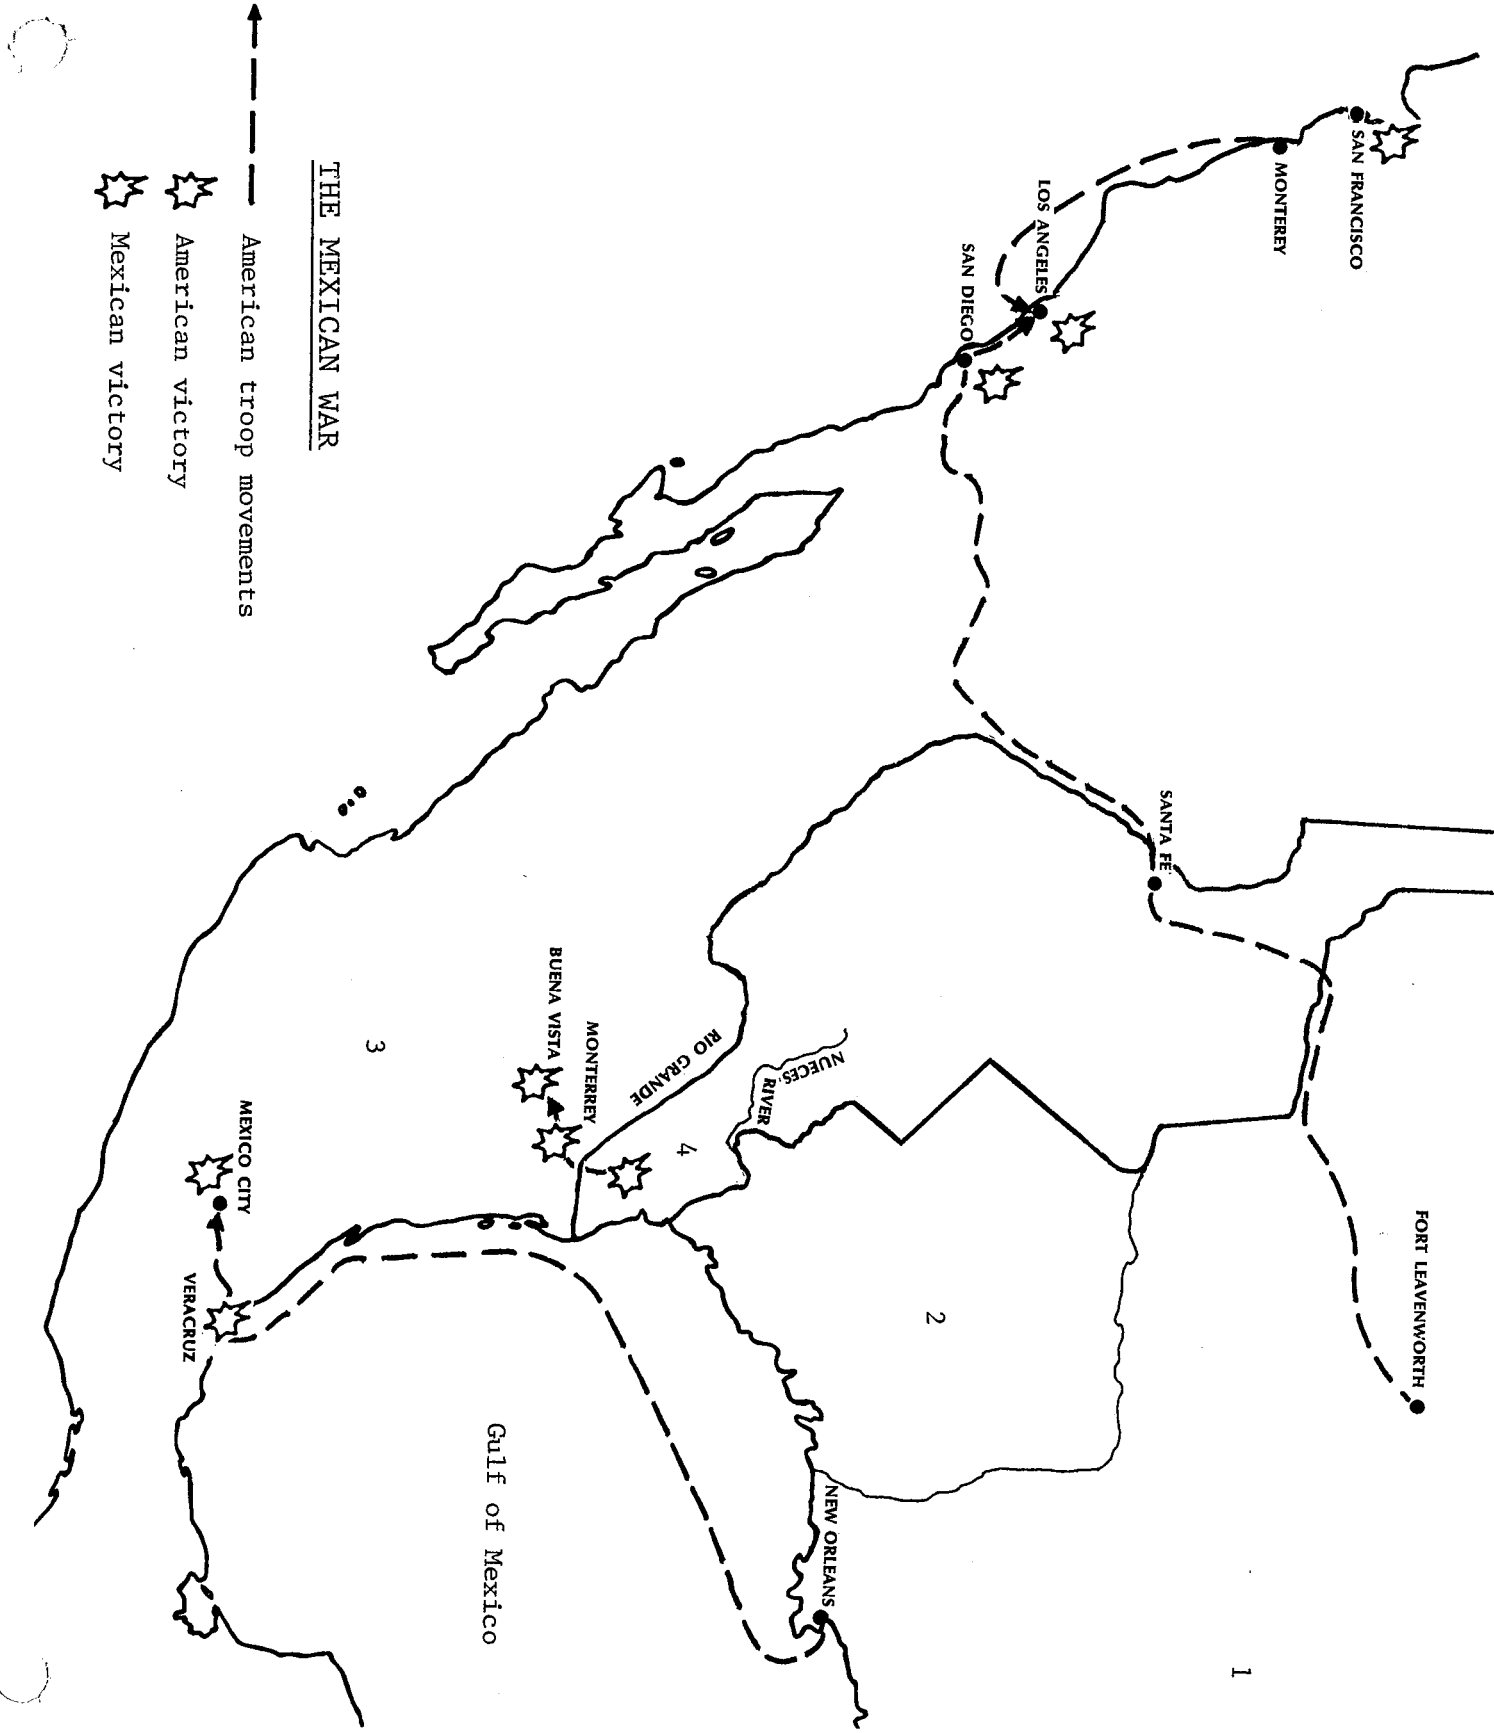 SAN FRANCISCO
MONTEREY
LOS ANGELES
SAN DIEGO
SANTA FE
FORT LEAVENWORTH
NUECES
RIVER
RIO GRANDE
MONTERREY
BUENA VISTA
MEXICO CITY
VERACRUZ
NEW ORLEANS
Gulf of Mexico
1
2
3
4
THE MEXICAN WAR
American troop movements
American victory
Mexican victory